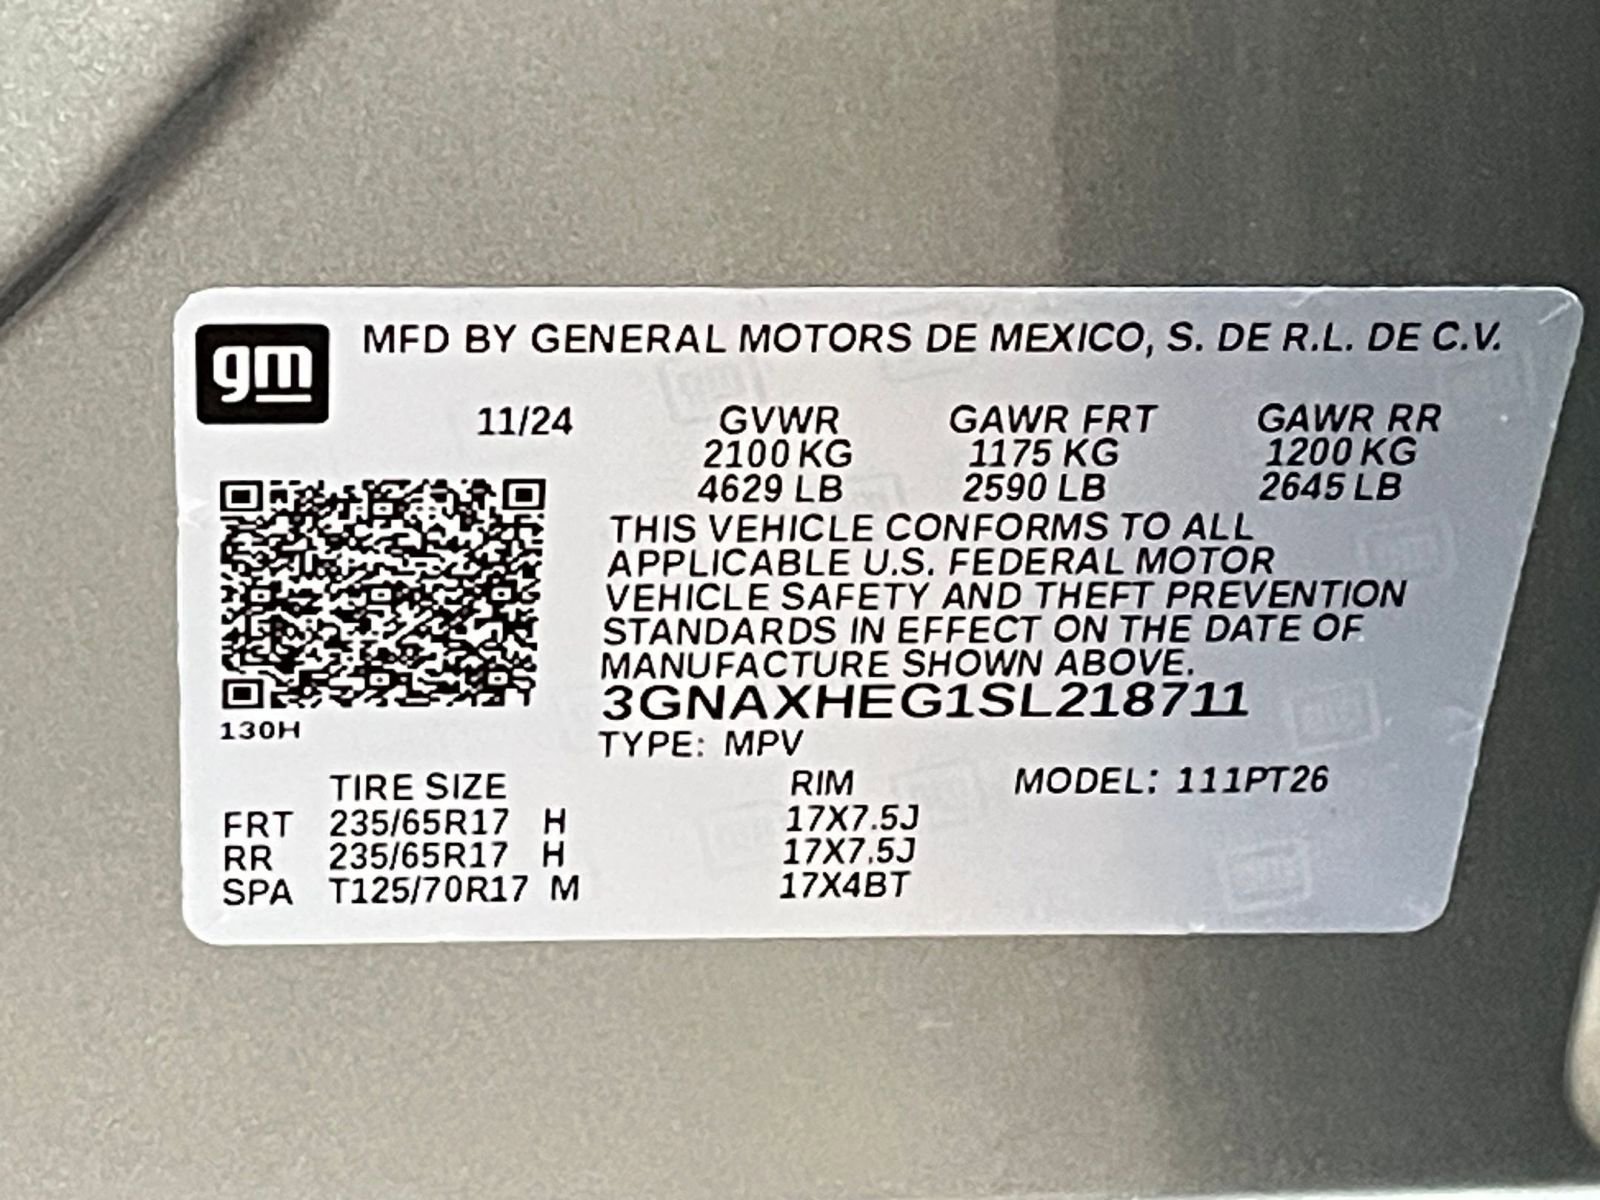 gm
MFD BY GENERAL MOTORS DE MEXICO, S. DE R.L. DE C.V.
11/24 GVWR GAWR FRT GAWR RR
2100 KG 1175 KG 1200 KG
4629 LB 2590 LB 2645 LB
THIS VEHICLE CONFORMS TO ALL
APPLICABLE U.S. FEDERAL MOTOR
VEHICLE SAFETY AND THEFT PREVENTION
STANDARDS IN EFFECT ON THE DATE OF
MANUFACTURE SHOWN ABOVE.
3GNAXHEG1SL218711
130H
TYPE: MPV
TIRE SIZE RIM MODEL: 111PT26
FRT 235/65R17 H 17X7.5J
RR 235/65R17 H 17X7.5J
SPA T125/70R17 M 17X4BT